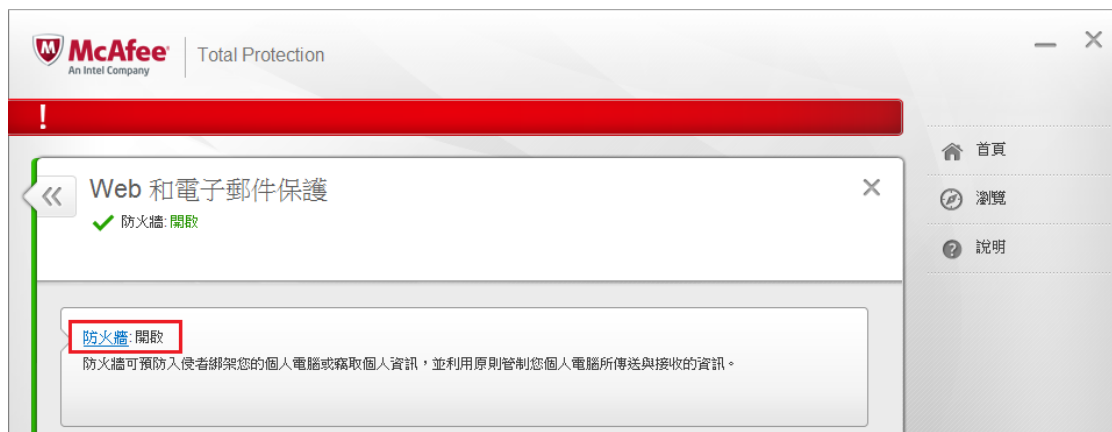 McAfee
An Intel Company
Total Protection
!
首頁
Web 和電子郵件保護
瀏覽
防火牆: 開啟
說明
防火牆: 開啟
防火牆可預防入侵者綁架您的個人電腦或竊取個人資訊，並利用原則管制您個人電腦所傳送與接收的資訊。